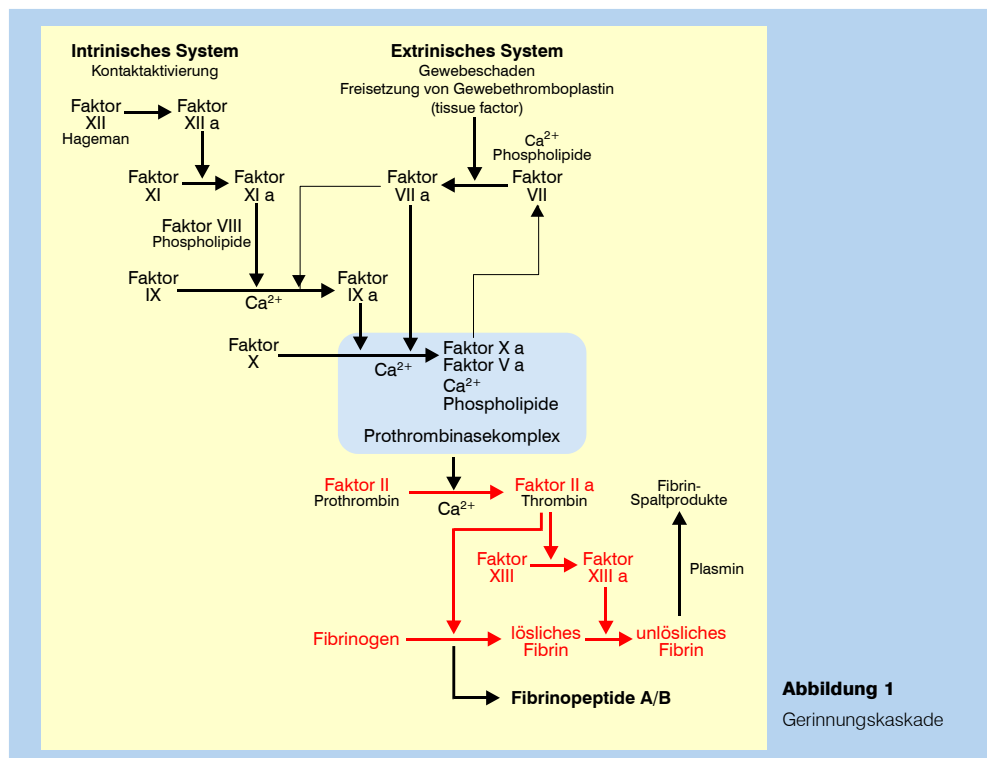 Intrinisches System
Kontaktaktivierung
Extrinisches System
Gewebeschaden
Freisetzung von Gewebethromboplastin
(tissue factor)
Faktor
XII
Hageman
Faktor
XII a
Ca²⁺
Phospholipide
Faktor
XI
Faktor
XI a
Faktor
VII a
Faktor
VII
Faktor VIII
Phospholipide
Faktor
IX
Ca²⁺
Faktor
IX a
Faktor
X
Ca²⁺
Faktor X a
Faktor V a
Ca²⁺
Phospholipide
Prothrombinasekomplex
Faktor II
Prothrombin
Ca²⁺
Faktor II a
Thrombin
Fibrin-
Spaltprodukte
Faktor
XIII
Faktor
XIII a
Plasmin
Fibrinogen
lösliches
Fibrin
unlösliches
Fibrin
Fibrinopeptide A/B
Abbildung 1
Gerinnungskaskade